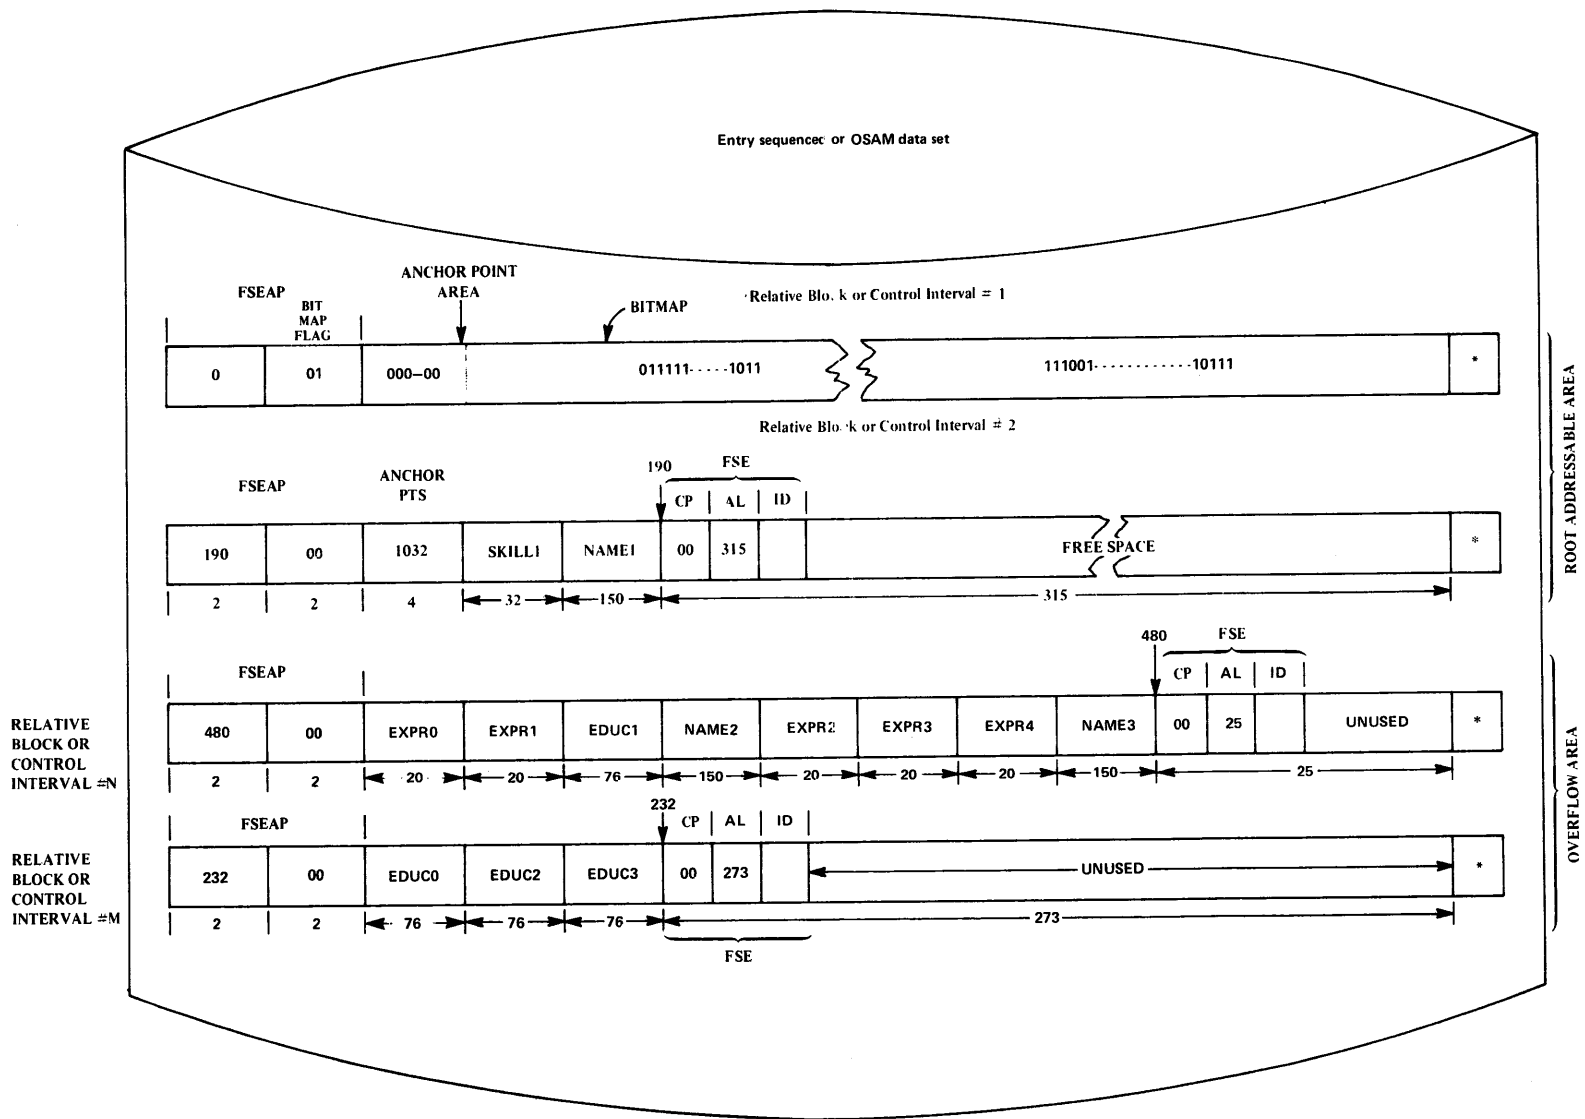 Entry sequenced or OSAM data set
FSEAP
BIT
MAP
FLAG
ANCHOR POINT
AREA
BITMAP
Relative Block or Control Interval # 1
0 01 000–00 011111-----1011 111001------------10111 *
Relative Block or Control Interval # 2
FSEAP
ANCHOR
PTS
190
FSE
CP AL ID
190 00 1032 SKILL1 NAME1 00 315 FREE SPACE *
2 2 4 32 150 315
ROOT ADDRESSABLE AREA
FSEAP
480
FSE
CP AL ID
RELATIVE
BLOCK OR
CONTROL
INTERVAL #N
480 00 EXPR0 EXPR1 EDUC1 NAME2 EXPR2 EXPR3 EXPR4 NAME3 00 25 UNUSED *
2 2 20 20 76 150 20 20 20 150 25
FSEAP
232
CP AL ID
RELATIVE
BLOCK OR
CONTROL
INTERVAL #M
232 00 EDUC0 EDUC2 EDUC3 00 273 UNUSED *
2 2 76 76 76 273
FSE
OVERFLOW AREA